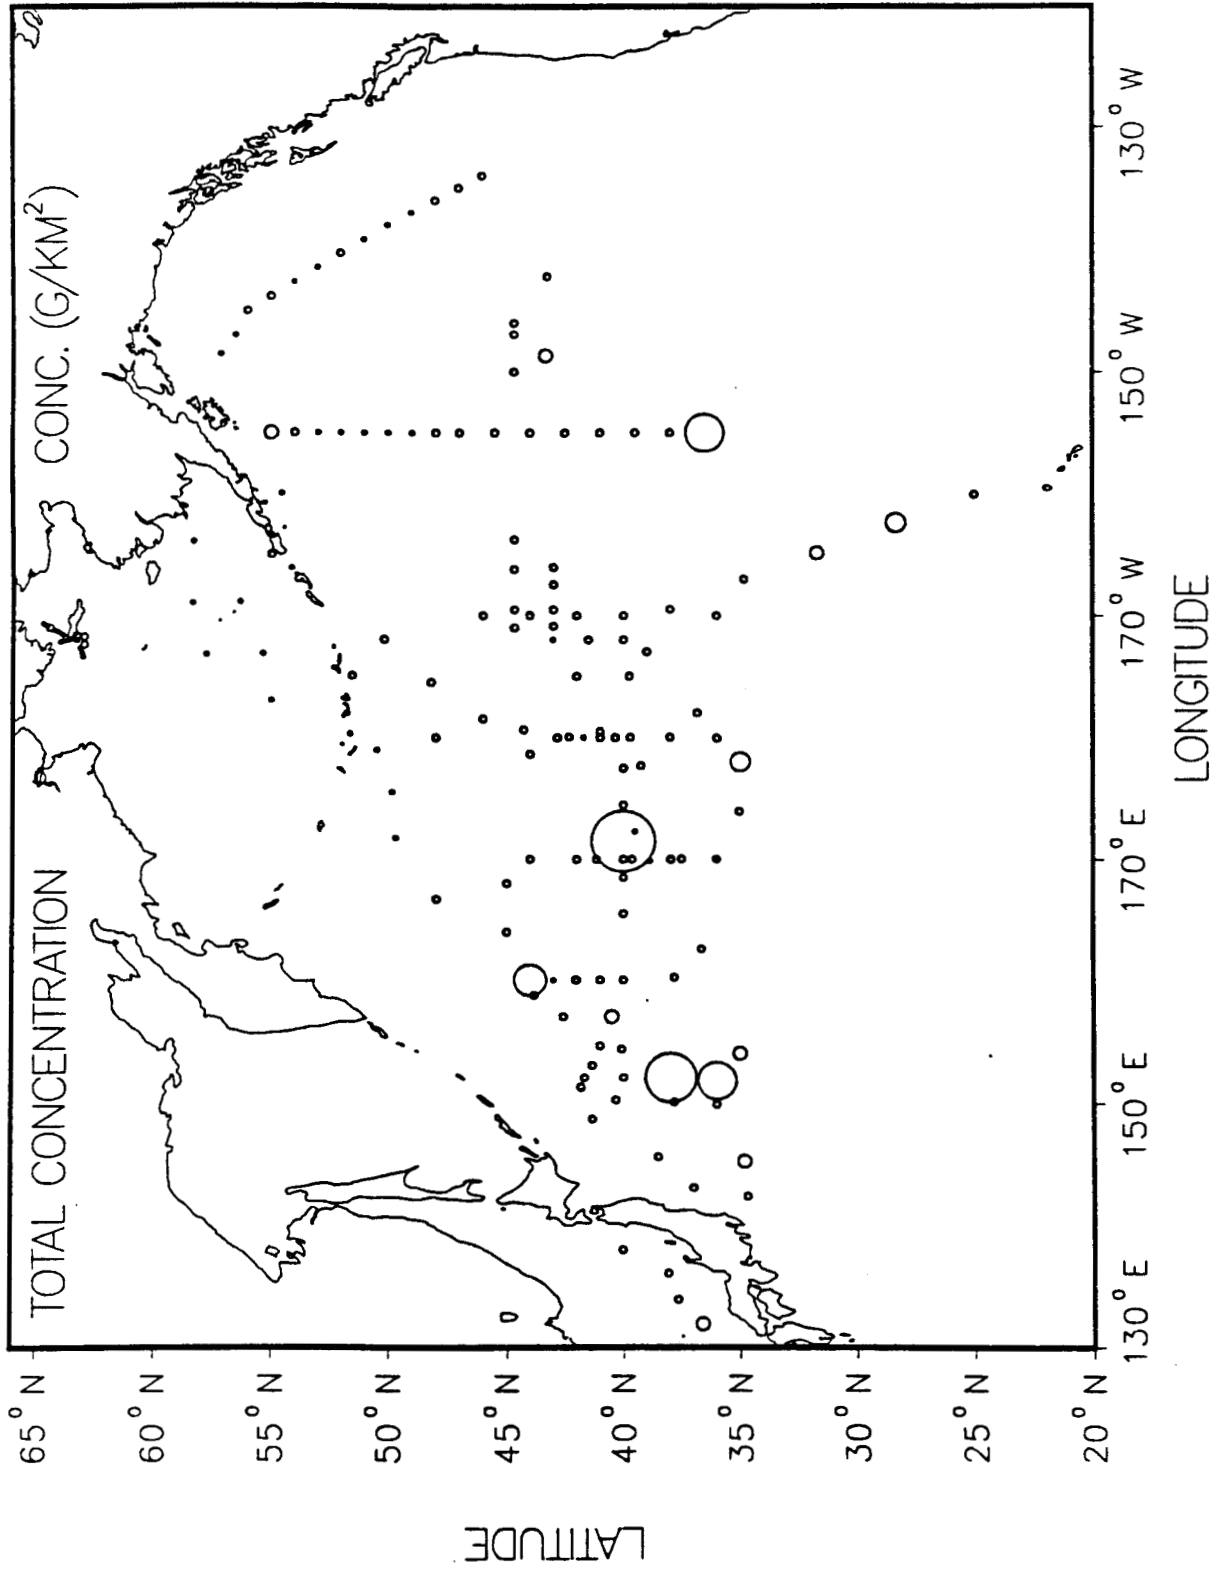 TOTAL CONCENTRATION CONC. (G/KM²)
65° N
60° N
55° N
50° N
45° N
40° N
35° N
30° N
25° N
20° N
LATITUDE
130° E
150° E
170° E
170° W
150° W
130° W
LONGITUDE